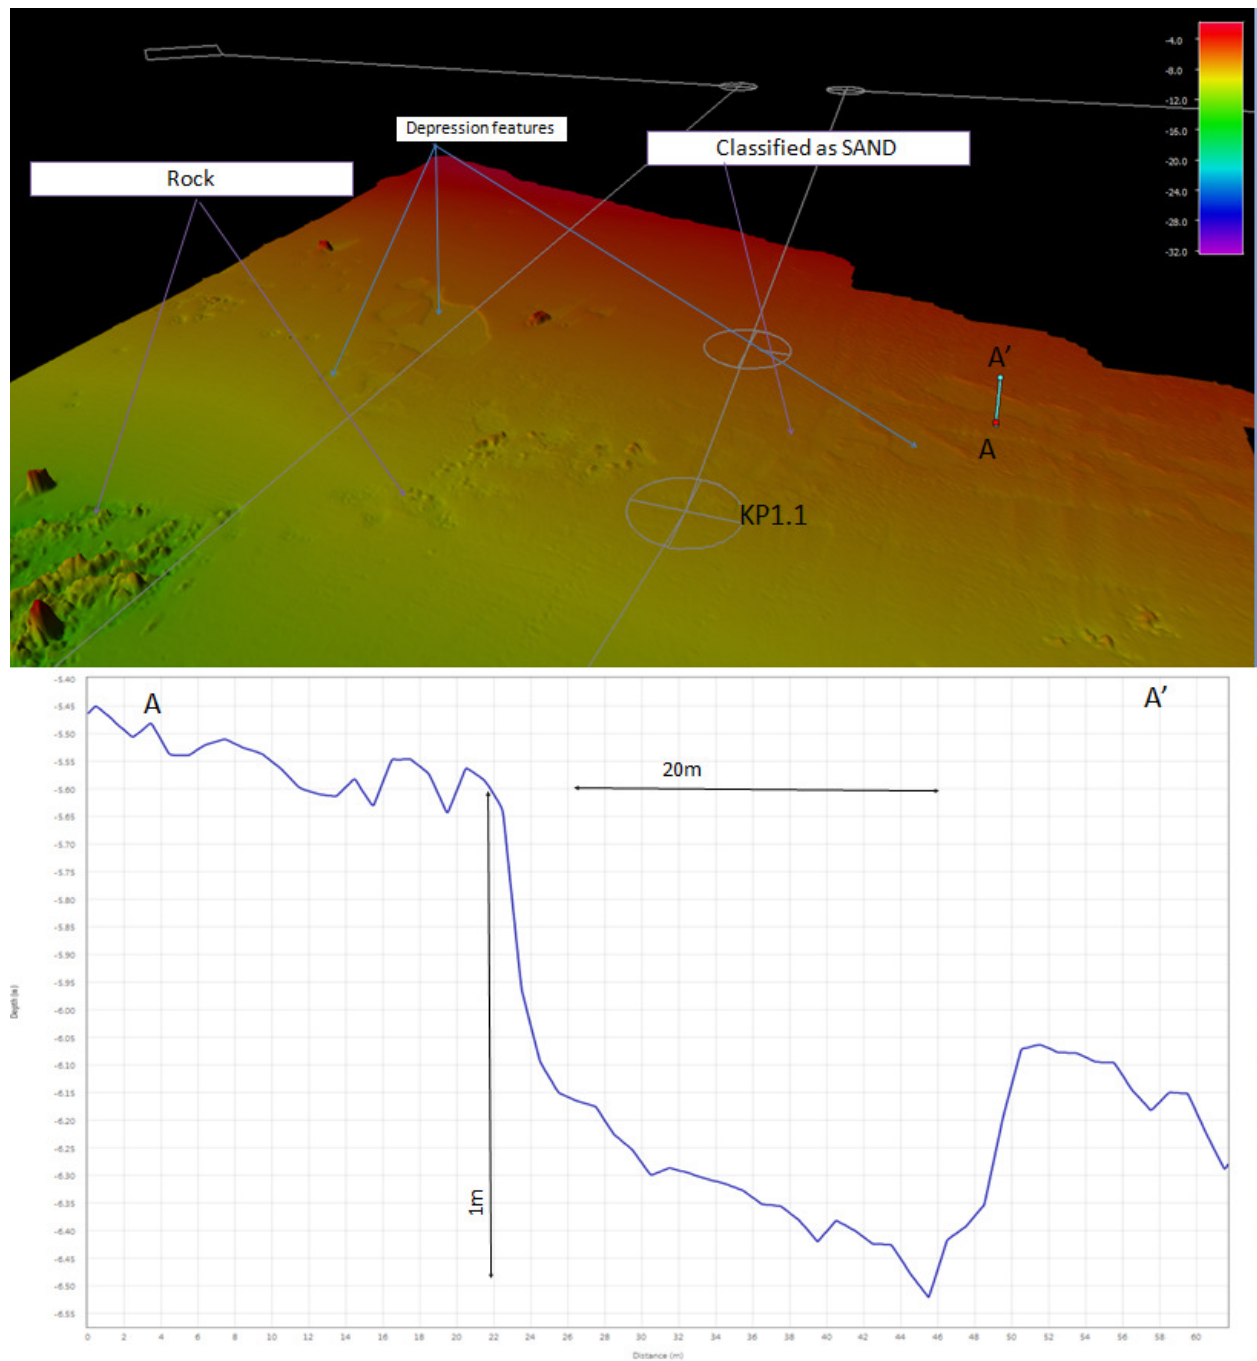 -4.0
-8.0
-12.0
-16.0
-20.0
-24.0
-28.0
-32.0
Depression features
Classified as SAND
Rock
A'
A
KP1.1
-5.40
-5.45
-5.50
-5.55
-5.60
-5.65
-5.70
-5.75
-5.80
-5.85
-5.90
-5.95
-6.00
-6.05
-6.10
-6.15
-6.20
-6.25
-6.30
-6.35
-6.40
-6.45
-6.50
-6.55
A
A'
20m
1m
Depth (m)
0 2 4 6 8 10 12 14 16 18 20 22 24 26 28 30 32 34 36 38 40 42 44 46 48 50 52 54 56 58 60
Distance (m)